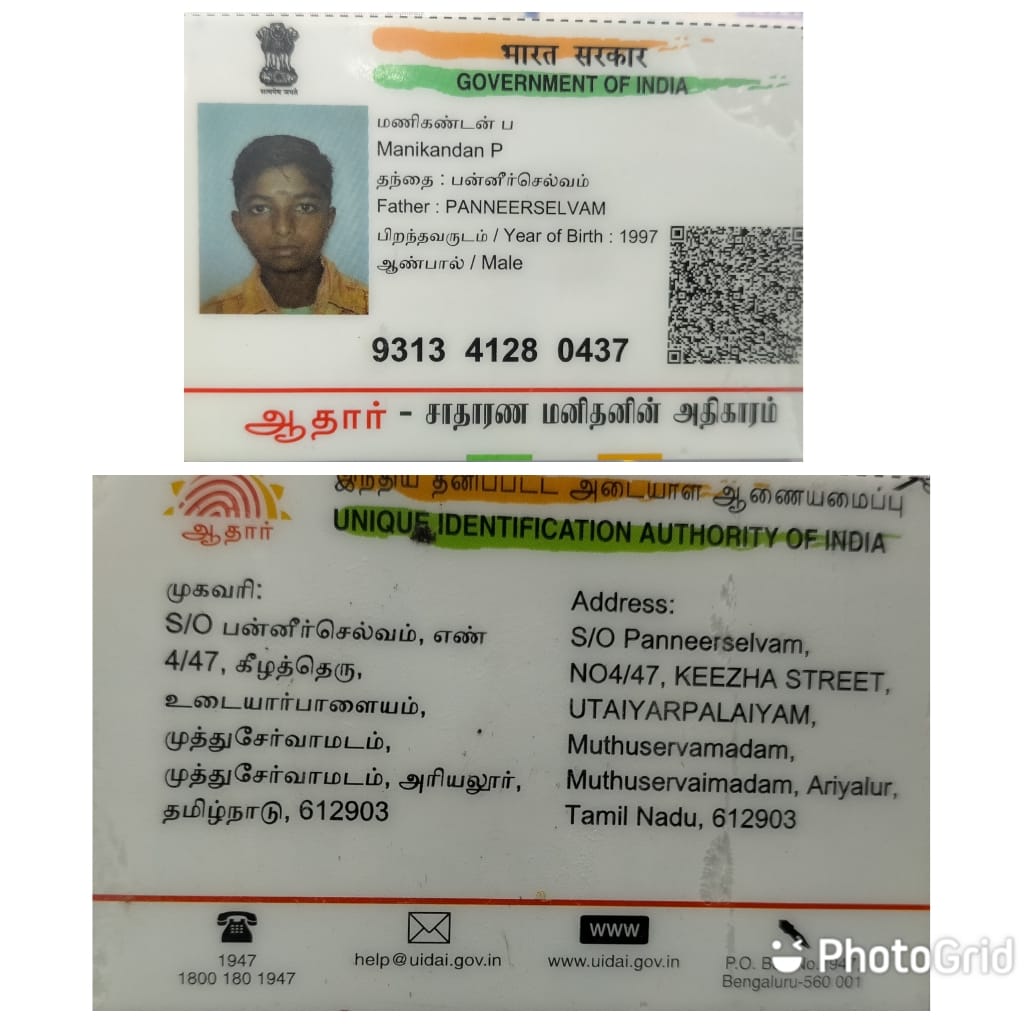 सत्यमेव जयते
भारत सरकार
GOVERNMENT OF INDIA
மணிகண்டன் ப
Manikandan P
தந்தை : பன்னீர்செல்வம்
Father : PANNEERSELVAM
பிறந்தவருடம் / Year of Birth : 1997
ஆண்பால் / Male
9313 4128 0437
ஆதார் - சாதாரண மனிதனின் அதிகாரம்
இந்திய தனிப்பட்ட அடையாள ஆணையமைப்பு
ஆதார்
UNIQUE IDENTIFICATION AUTHORITY OF INDIA
முகவரி:
S/O பன்னீர்செல்வம், எண்
4/47, கீழத்தெரு,
உடையார்பாளையம்,
முத்துசேர்வாமடம்,
முத்துசேர்வாமடம், அரியலூர்,
தமிழ்நாடு, 612903
Address:
S/O Panneerselvam,
NO4/47, KEEZHA STREET,
UTAIYARPALAIYAM,
Muthuservamadam,
Muthuservaimadam, Ariyalur,
Tamil Nadu, 612903
1947
1800 180 1947
help@uidai.gov.in
WWW
www.uidai.gov.in
P.O. No. 1947
Bengaluru-560 001
PhotoGrid